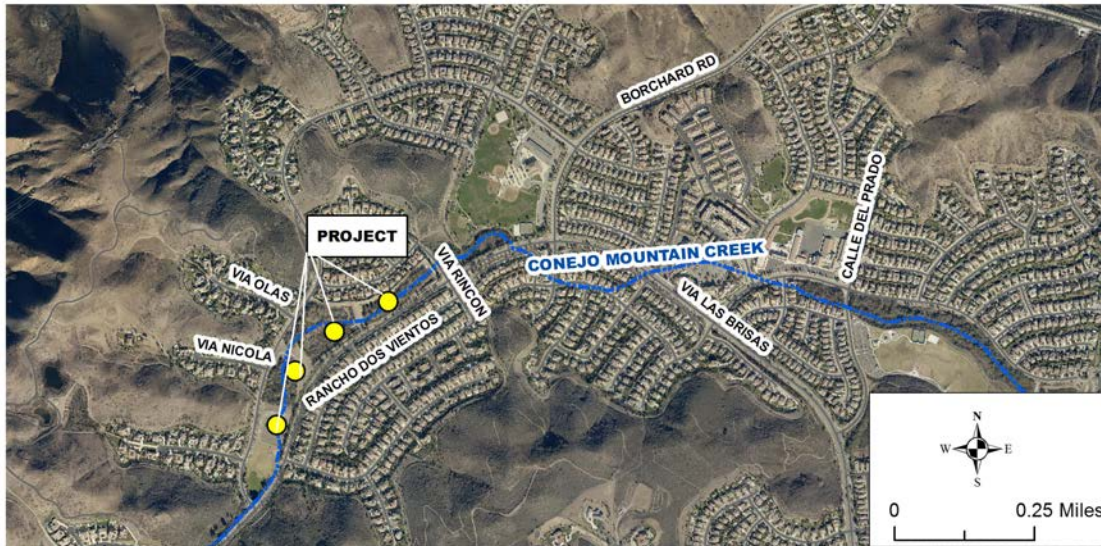 BORCHARD RD
CALLE DEL PRADO
PROJECT
CONEJO MOUNTAIN CREEK
VIA OLAS
VIA RINCON
VIA LAS BRISAS
VIA NICOLA
RANCHO DOS VIENTOS
N
W E
S
0 0.25 Miles